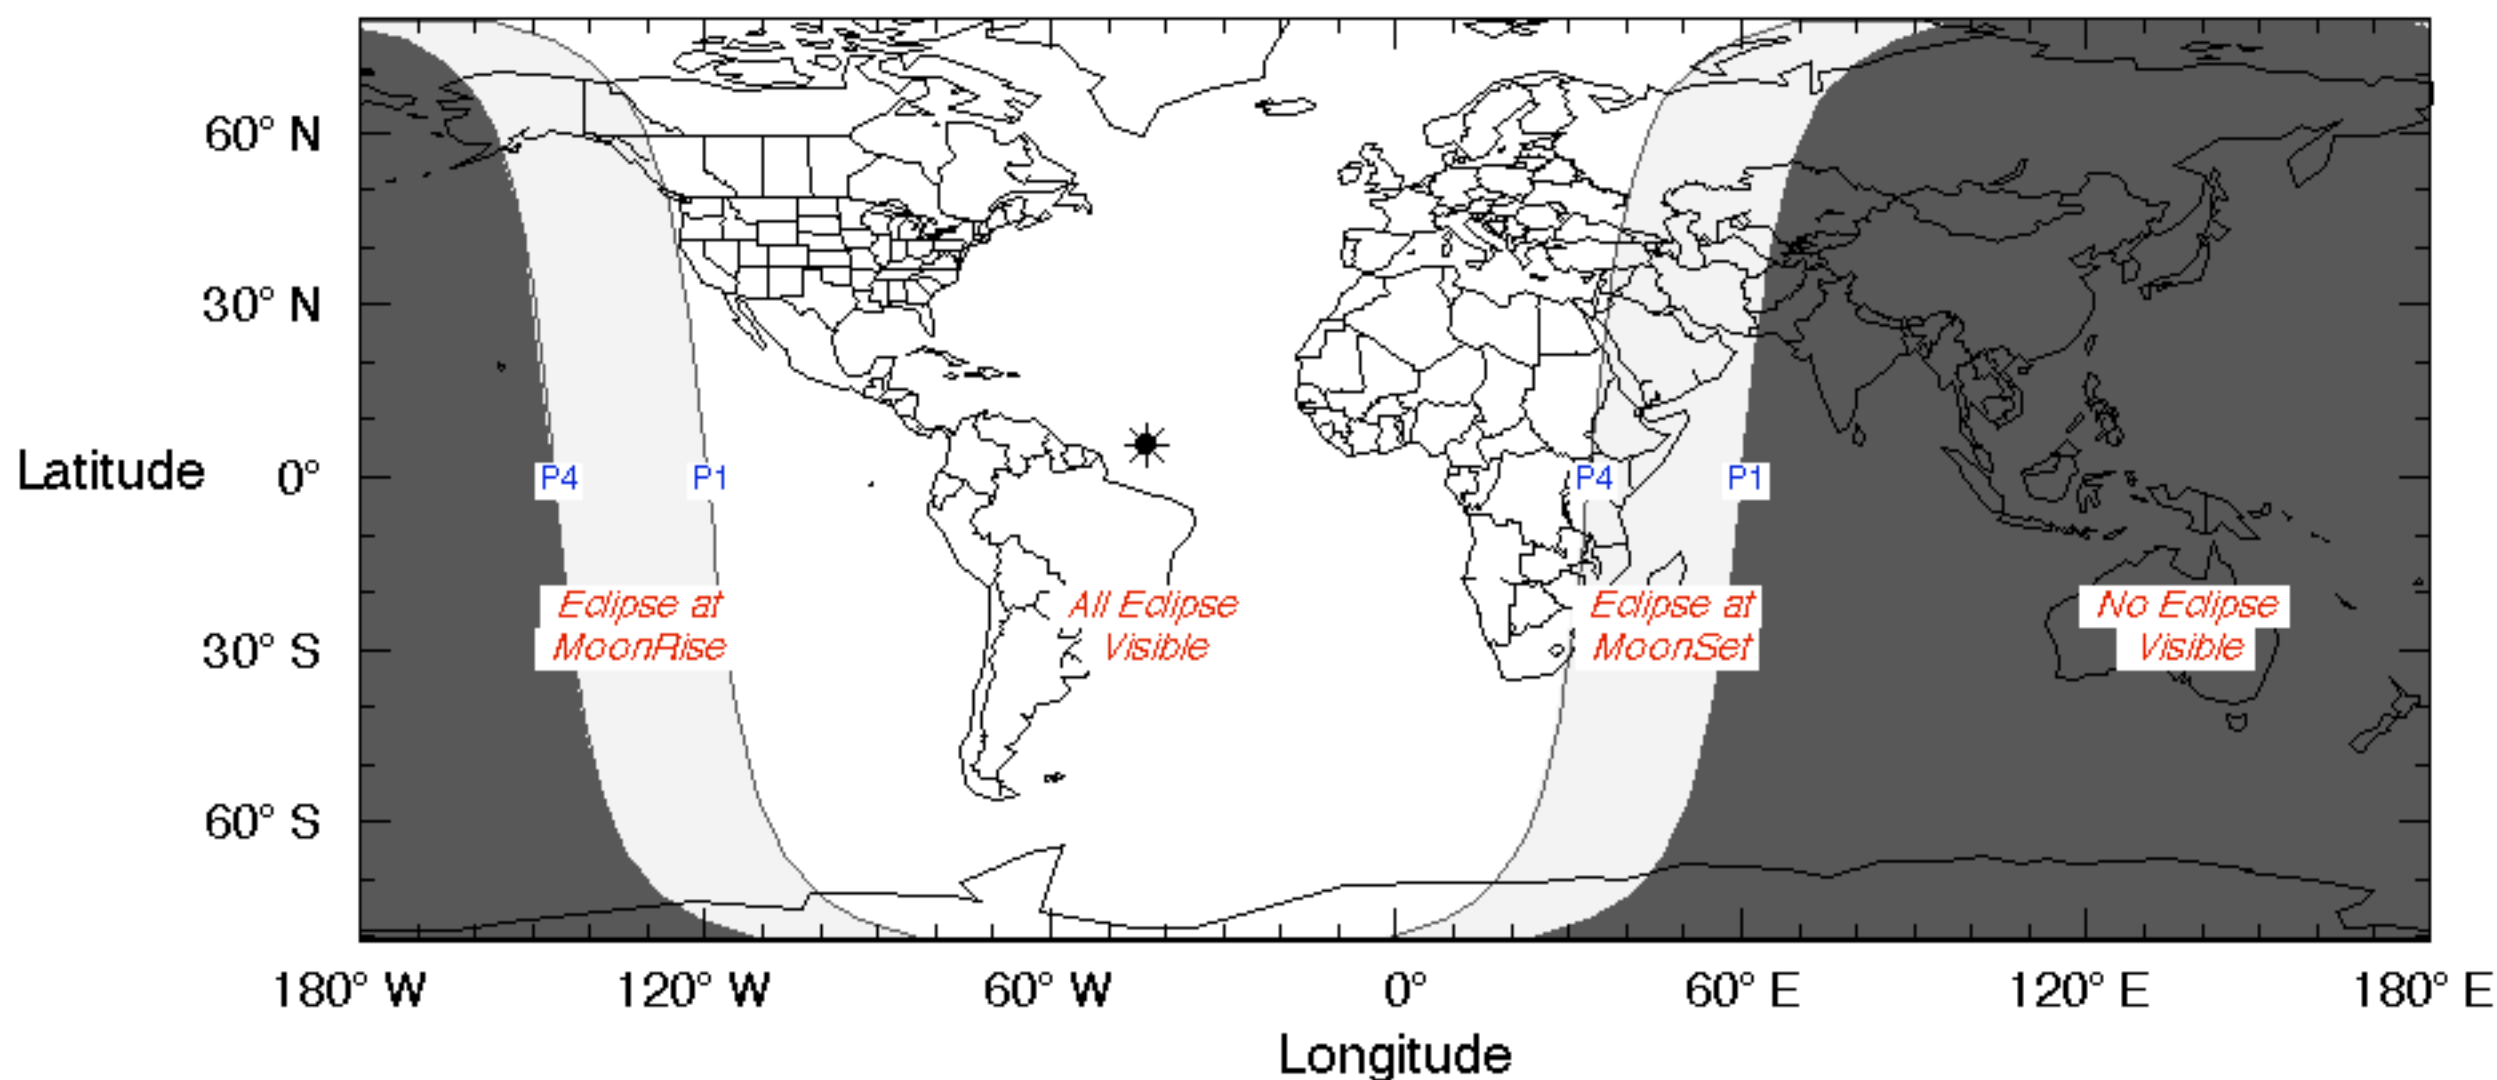 60° N
30° N
Latitude 0°
P4 P1 P4 P1
Eclipse at All Eclipse Eclipse at No Eclipse
MoonRise Visible MoonSet Visible
30° S
60° S
180° W 120° W 60° W 0° 60° E 120° E 180° E
Longitude